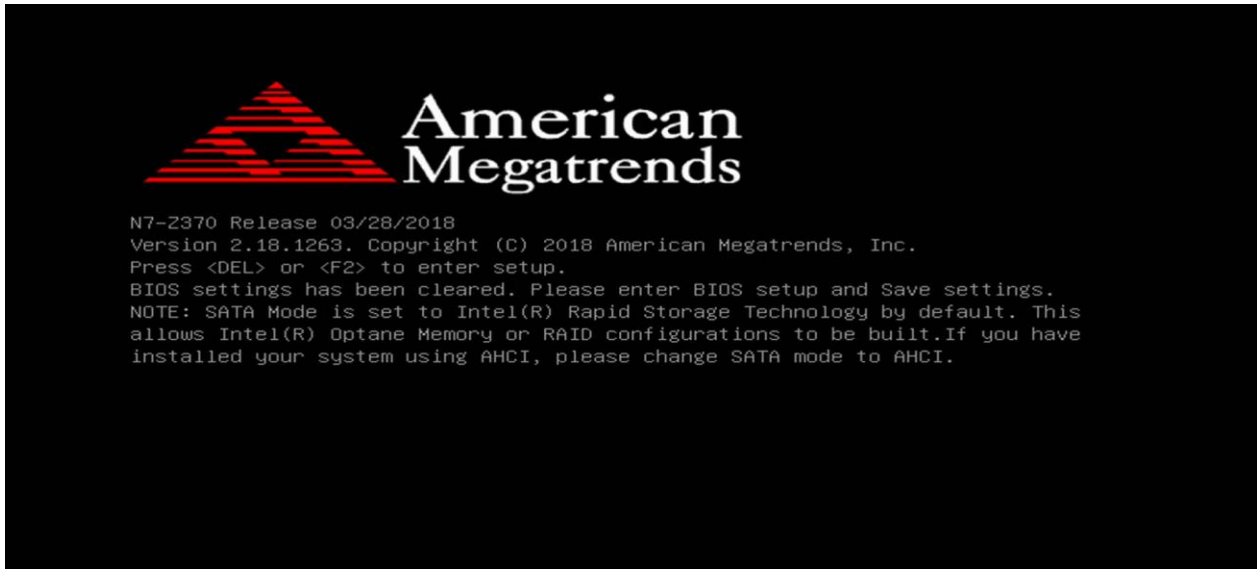 American
Megatrends
N7-Z370 Release 03/28/2018
Version 2.18.1263. Copyright (C) 2018 American Megatrends, Inc.
Press <DEL> or <F2> to enter setup.
BIOS settings has been cleared. Please enter BIOS setup and Save settings.
NOTE: SATA Mode is set to Intel(R) Rapid Storage Technology by default. This
allows Intel(R) Optane Memory or RAID configurations to be built.If you have
installed your system using AHCI, please change SATA mode to AHCI.